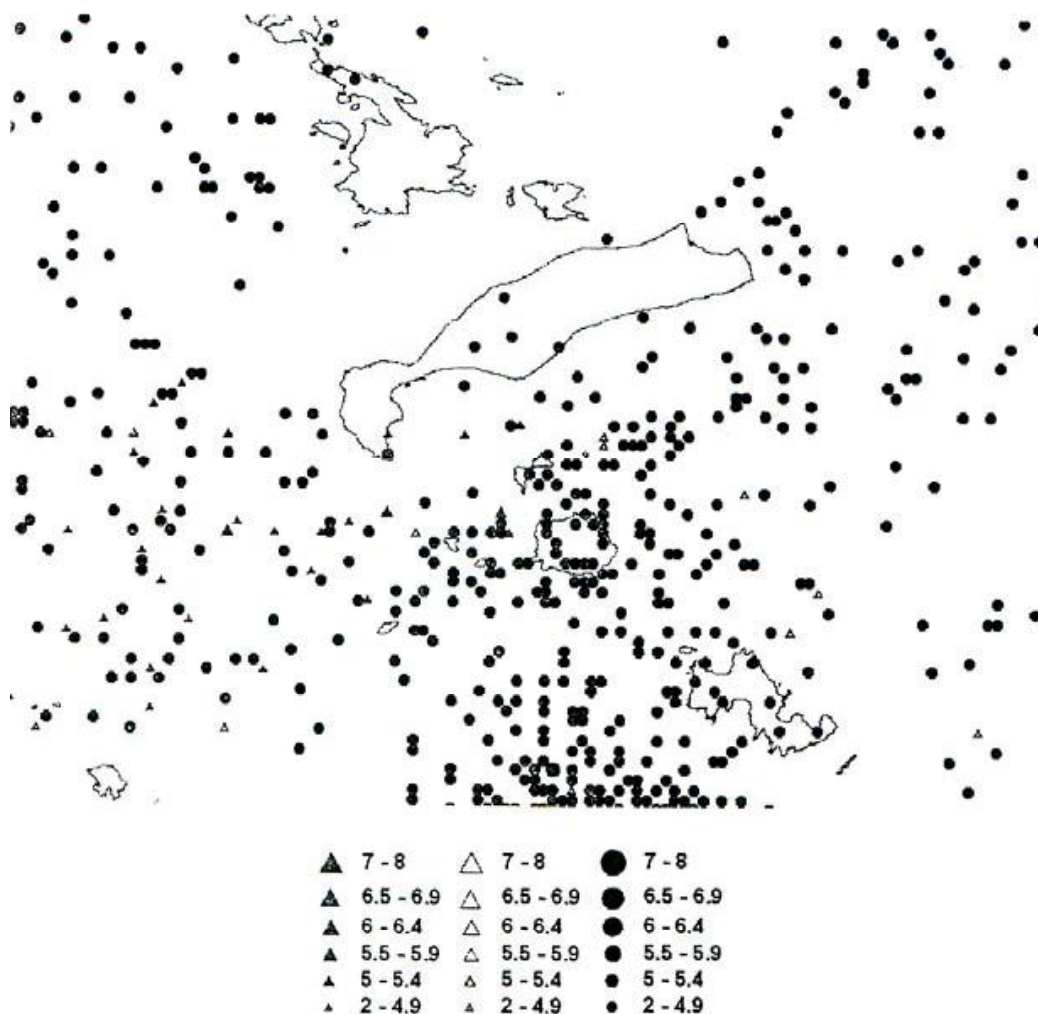 7 - 8 7 - 8 7 - 8
6.5 - 6.9 6.5 - 6.9 6.5 - 6.9
6 - 6.4 6 - 6.4 6 - 6.4
5.5 - 5.9 5.5 - 5.9 5.5 - 5.9
5 - 5.4 5 - 5.4 5 - 5.4
2 - 4.9 2 - 4.9 2 - 4.9